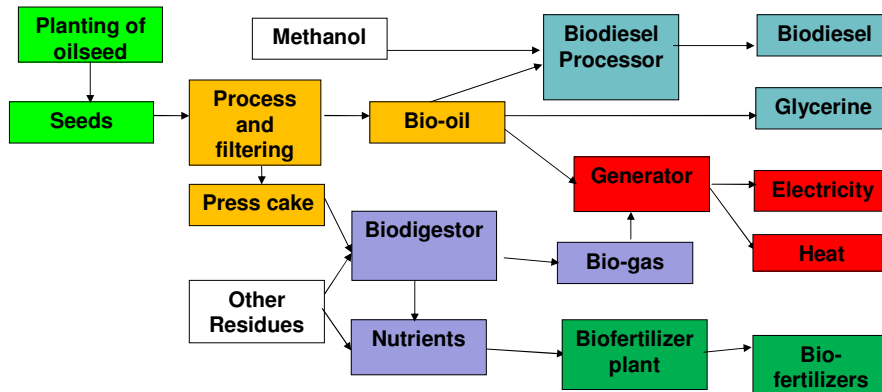 Planting of
oilseed
Methanol
Biodiesel
Processor
Biodiesel
Seeds
Process
and
filtering
Bio-oil
Glycerine
Press cake
Generator
Electricity
Biodigestor
Bio-gas
Heat
Other
Residues
Nutrients
Biofertilizer
plant
Bio-
fertilizers